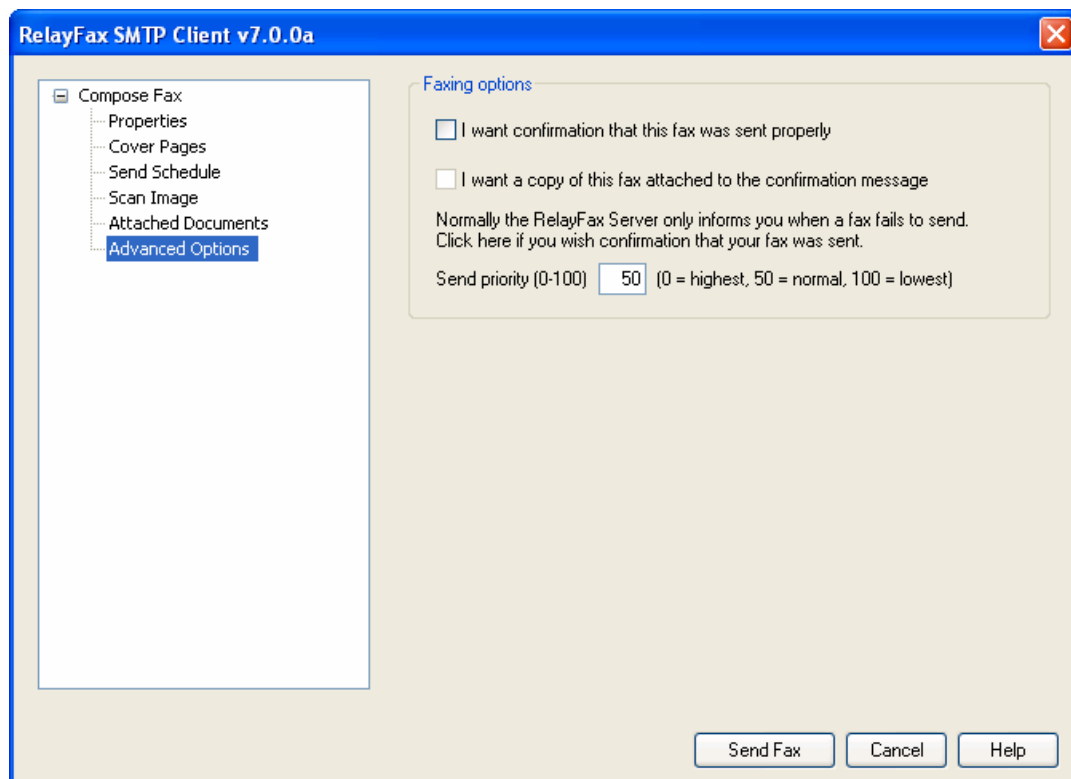 RelayFax SMTP Client v7.0.0a
Compose Fax
Properties
Cover Pages
Send Schedule
Scan Image
Attached Documents
Advanced Options
Faxing options
I want confirmation that this fax was sent properly
I want a copy of this fax attached to the confirmation message
Normally the RelayFax Server only informs you when a fax fails to send.
Click here if you wish confirmation that your fax was sent.
Send priority (0-100) 50 (0 = highest, 50 = normal, 100 = lowest)
Send Fax Cancel Help